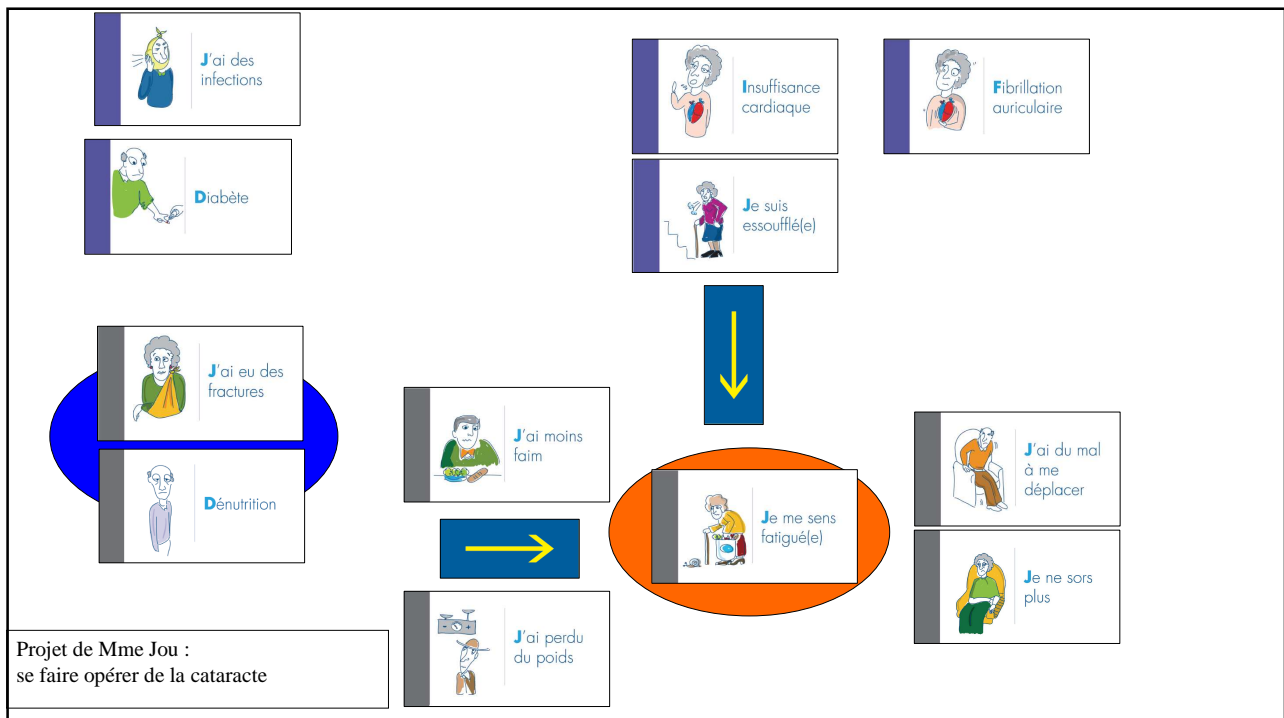 J'ai des
infections
Diabète
Insuffisance
cardiaque
Fibrillation
auriculaire
Je suis
essoufflé(e)
J'ai eu des
fractures
Dénutrition
J'ai moins
faim
J'ai perdu
du poids
Je me sens
fatigué(e)
J'ai du mal
à me
déplacer
Je ne sors
plus
Projet de Mme Jou :
se faire opérer de la cataracte